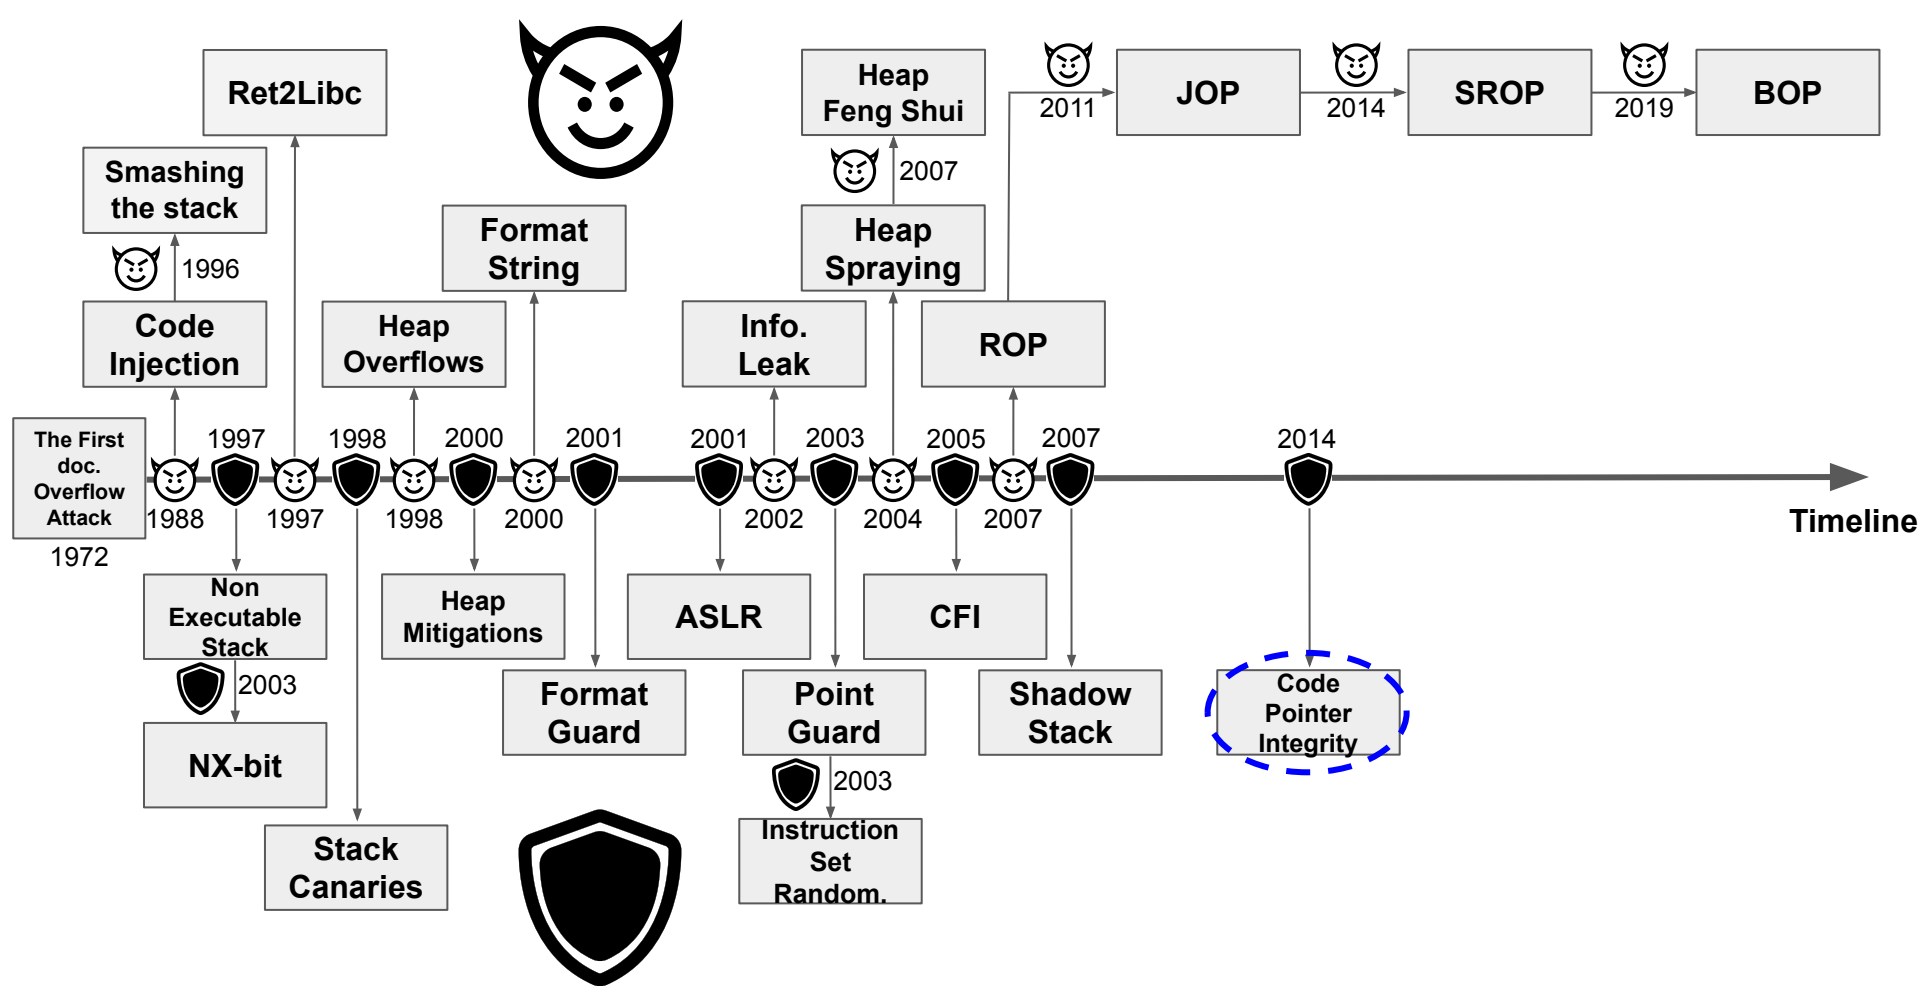 Ret2Libc
Heap
Feng Shui
2011
JOP
2014
SROP
2019
BOP
Smashing
the stack
1996
2007
Format
String
Heap
Spraying
Code
Injection
Heap
Overflows
Info.
Leak
ROP
The First
doc.
Overflow
Attack
1972
1997
1998
2000
2001
2001
2003
2005
2007
2014
1988
1997
1998
2000
2002
2004
2007
Timeline
Non
Executable
Stack
2003
NX-bit
Stack
Canaries
Heap
Mitigations
Format
Guard
ASLR
Point
Guard
2003
Instruction
Set
Random.
CFI
Shadow
Stack
Code
Pointer
Integrity